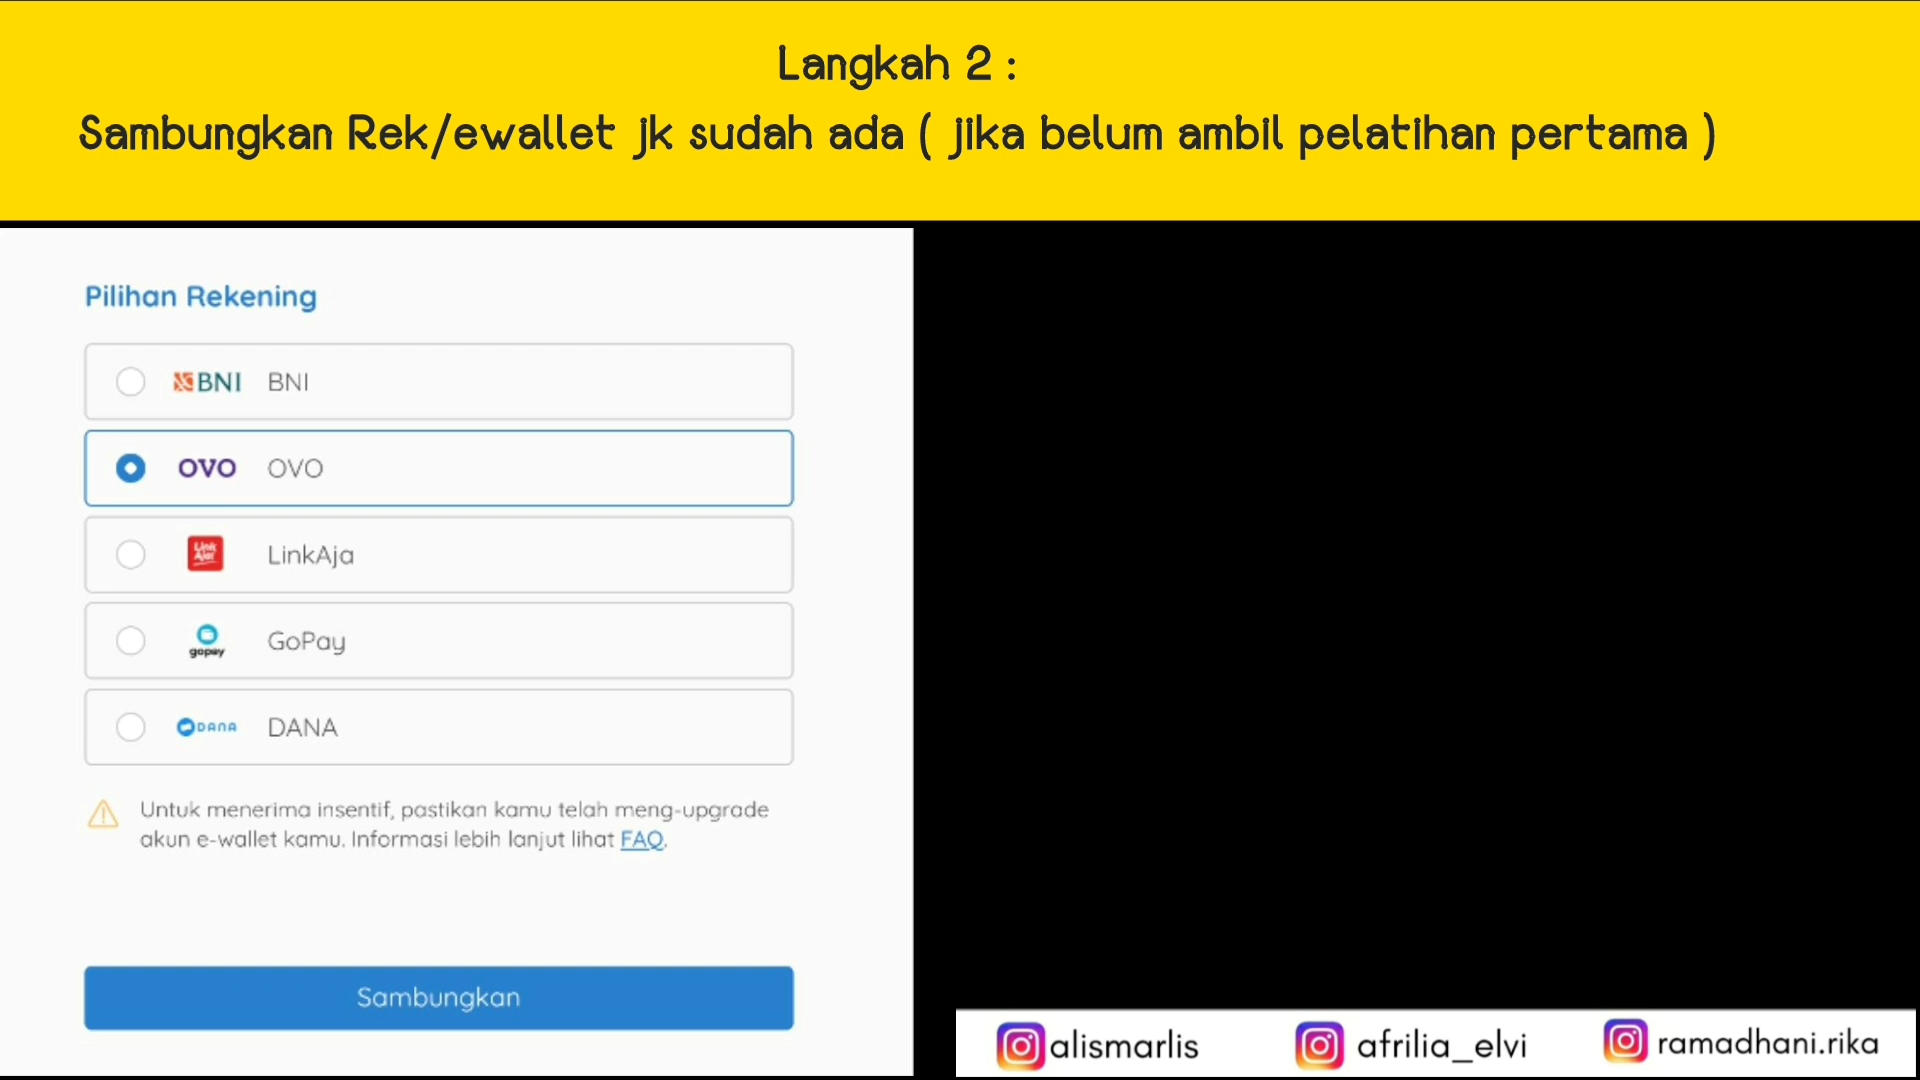 Langkah 2 :
Sambungkan Rek/ewallet jk sudah ada ( jika belum ambil pelatihan pertama )
Pilihan Rekening
BNI BNI
OVO OVO
Link Aja! LinkAja
gopay GoPay
DANA DANA
Untuk menerima insentif, pastikan kamu telah meng-upgrade
akun e-wallet kamu. Informasi lebih lanjut lihat FAQ.
Sambungkan
alismarlis afrilia_elvi ramadhani.rika